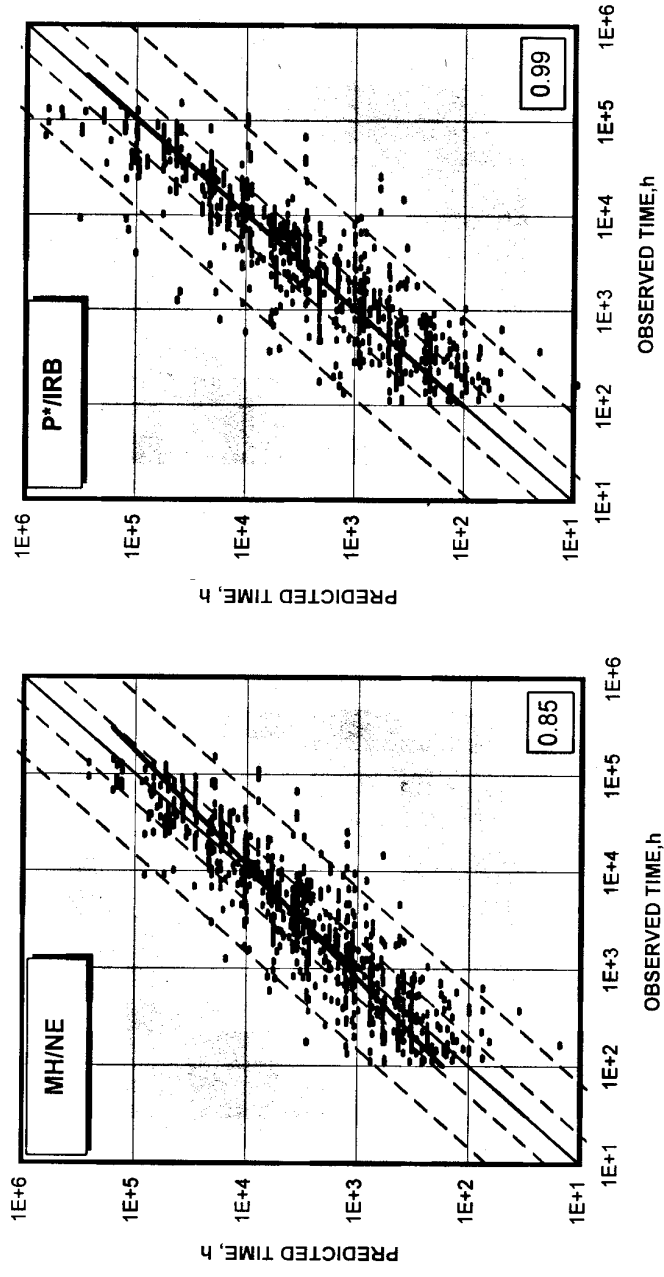 MH/NE
PREDICTED TIME, h
1E+6
1E+5
1E+4
1E+3
1E+2
1E+1
0.85
1E+1
1E+2
1E+3
1E+4
1E+5
1E+6
OBSERVED TIME,h
P*/IRB
PREDICTED TIME, h
1E+6
1E+5
1E+4
1E+3
1E+2
1E+1
0.99
1E+1
1E+2
1E+3
1E+4
1E+5
1E+6
OBSERVED TIME,h